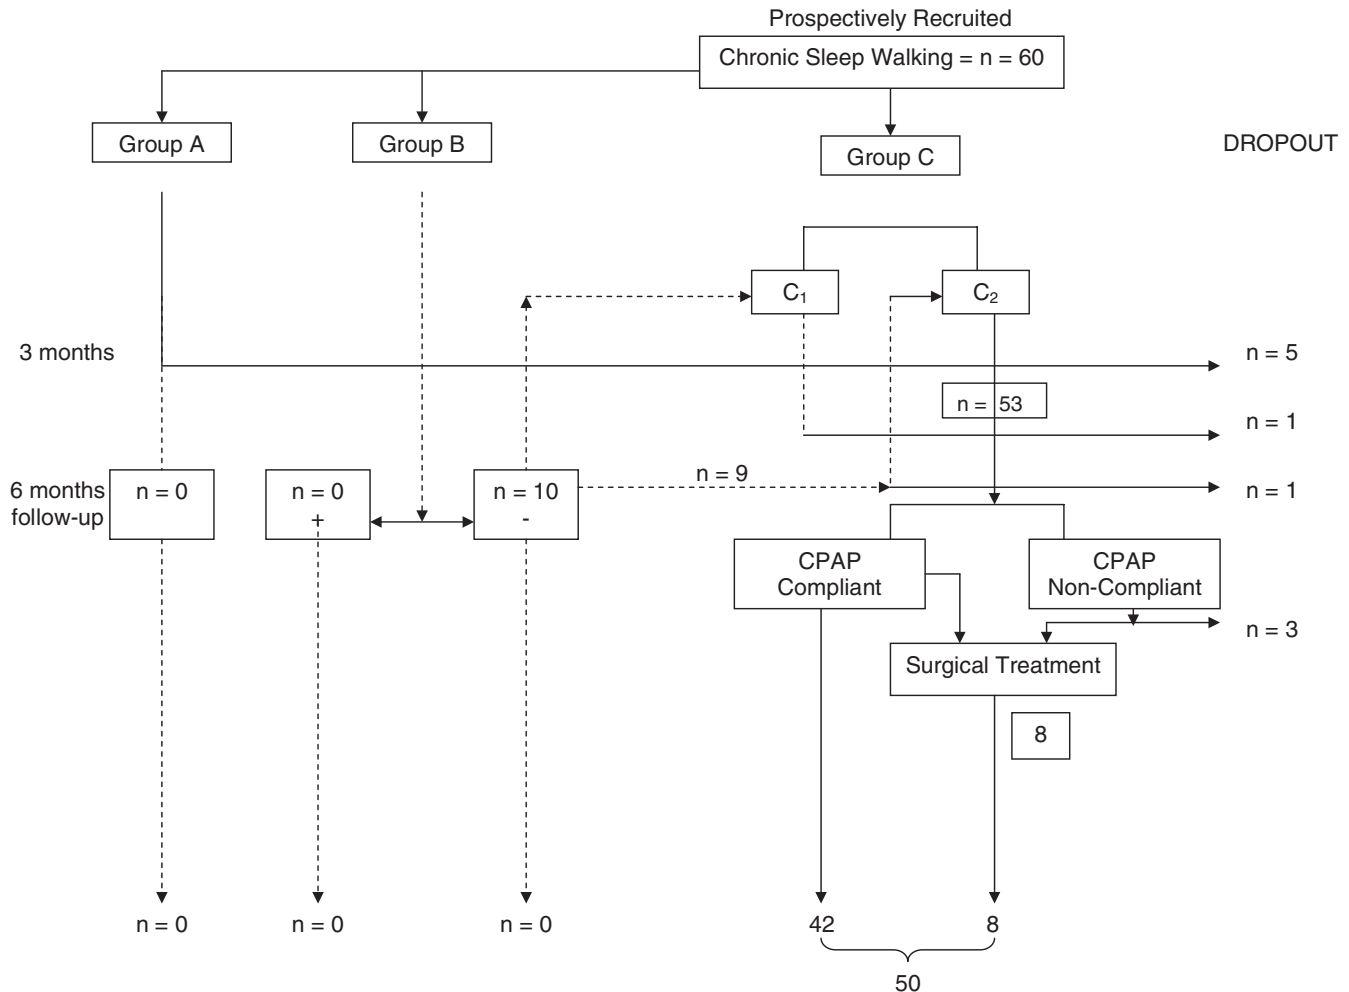 Prospectively Recruited
Chronic Sleep Walking = n = 60
Group A
Group B
Group C
DROPOUT
C₁
C₂
3 months
n = 5
n = 53
n = 1
6 months
follow-up
n = 0
n = 0
+
n = 10
-
n = 9
n = 1
CPAP
Compliant
CPAP
Non-Compliant
n = 3
Surgical Treatment
8
n = 0
n = 0
n = 0
42
8
50